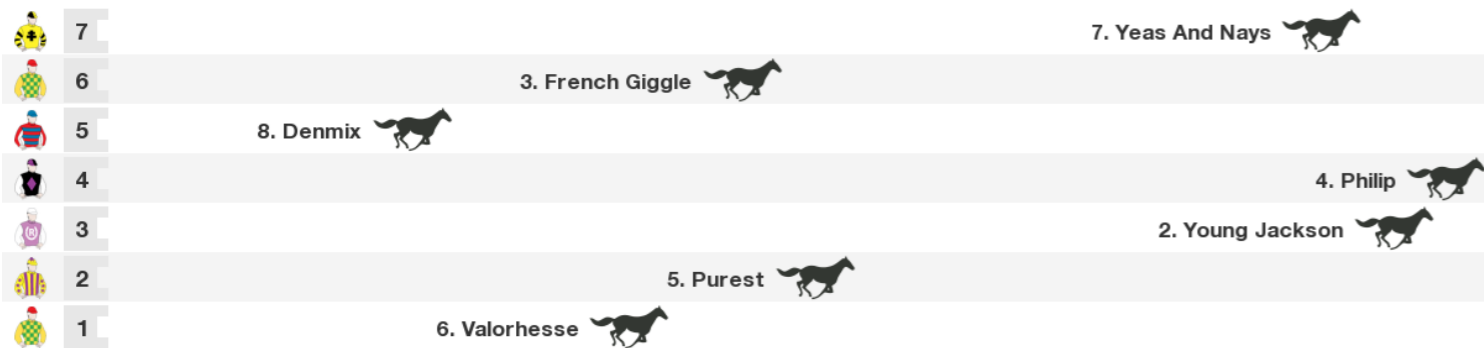 7 7. Yeas And Nays
6 3. French Giggle
5 8. Denmix
4 4. Philip
3 2. Young Jackson
2 5. Purest
1 6. Valorhesse